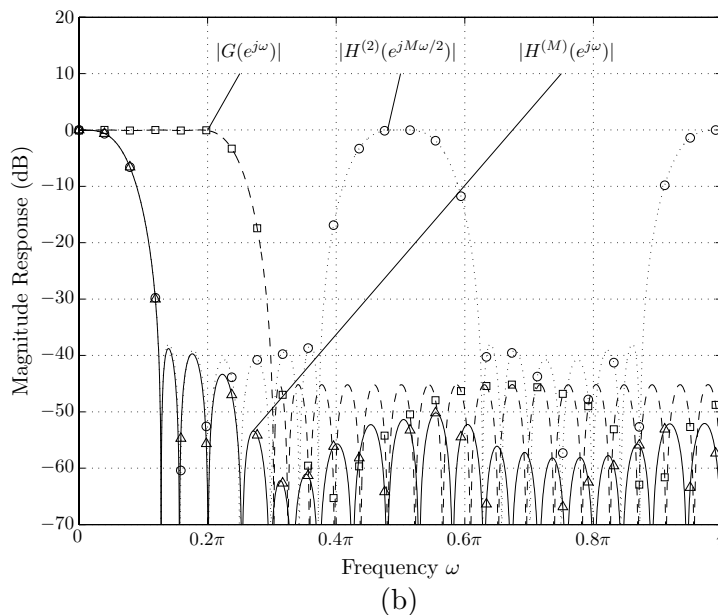 (b)
20
10
0
−10
−20
−30
−40
−50
−60
−70
Magnitude Response (dB)
|G(e^{jω})|
|H^{(2)}(e^{jMω/2})|
|H^{(M)}(e^{jω})|
0
0.2π
0.4π
0.6π
0.8π
Frequency ω
(b)